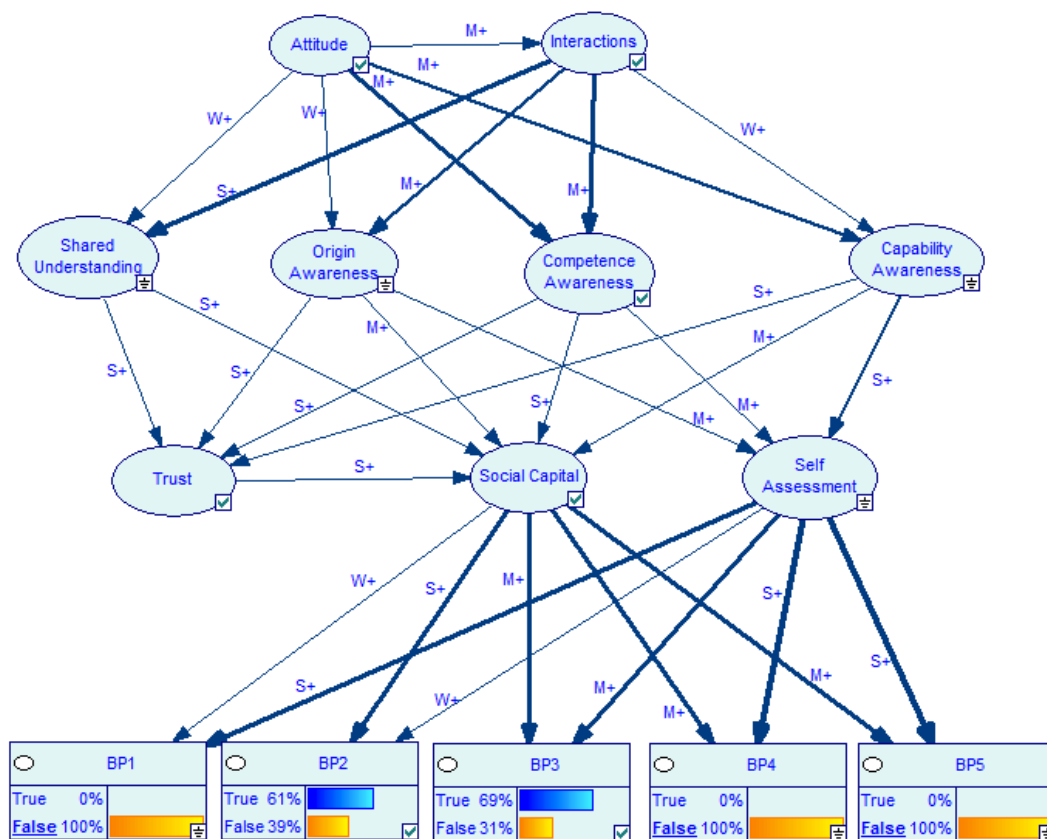 Attitude
M+
Interactions
M+
M+
W+
W+
W+
S+
M+
M+
Shared
Understanding
Origin
Awareness
Competence
Awareness
Capability
Awareness
S+
M+
M+
S+
S+
S+
S+
S+
M+
M+
Trust
S+
Social Capital
Self
Assessment
W+
S+
M+
S+
S+
S+
M+
W+
M+
M+
BP1
True 0%
False 100%
BP2
True 61%
False 39%
BP3
True 69%
False 31%
BP4
True 0%
False 100%
BP5
True 0%
False 100%